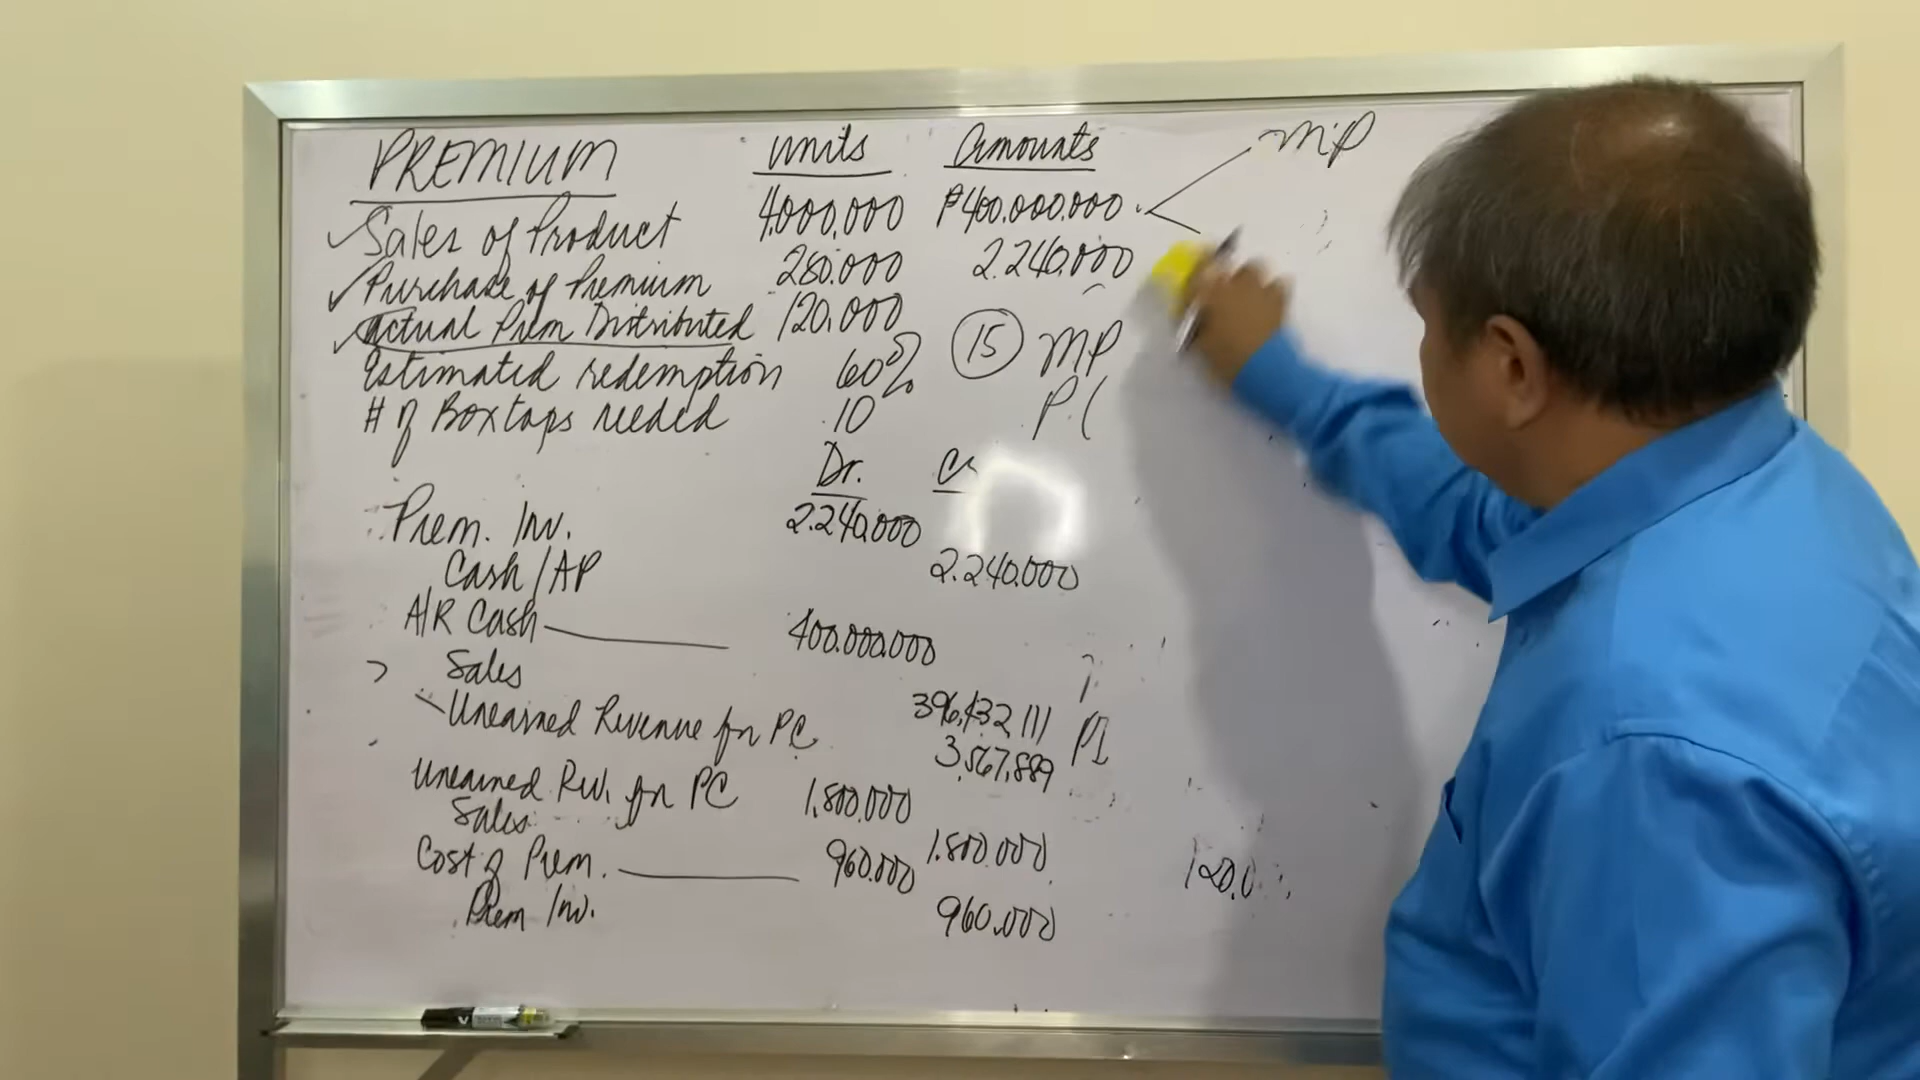 PREMIUM units Amounts MP
Sales of Product 4,000,000 ₱400,000,000
Purchase of Premium 280,000 2,240,000
Actual Prem Distributed 120,000 15 MP
Estimated redemption 60% P.C
# of Boxtops needed 10
Dr. Cr
Prem. Inv. 2,240,000
Cash/AP 2,240,000
A/R Cash 400,000,000
Sales 396,432,111
Unearned Revenue for PC 3,567,889
Unearned Rev. for PC 1,800,000
Sales 1,800,000
Cost of Prem. 960,000 120,0
Prem Inv. 960,000